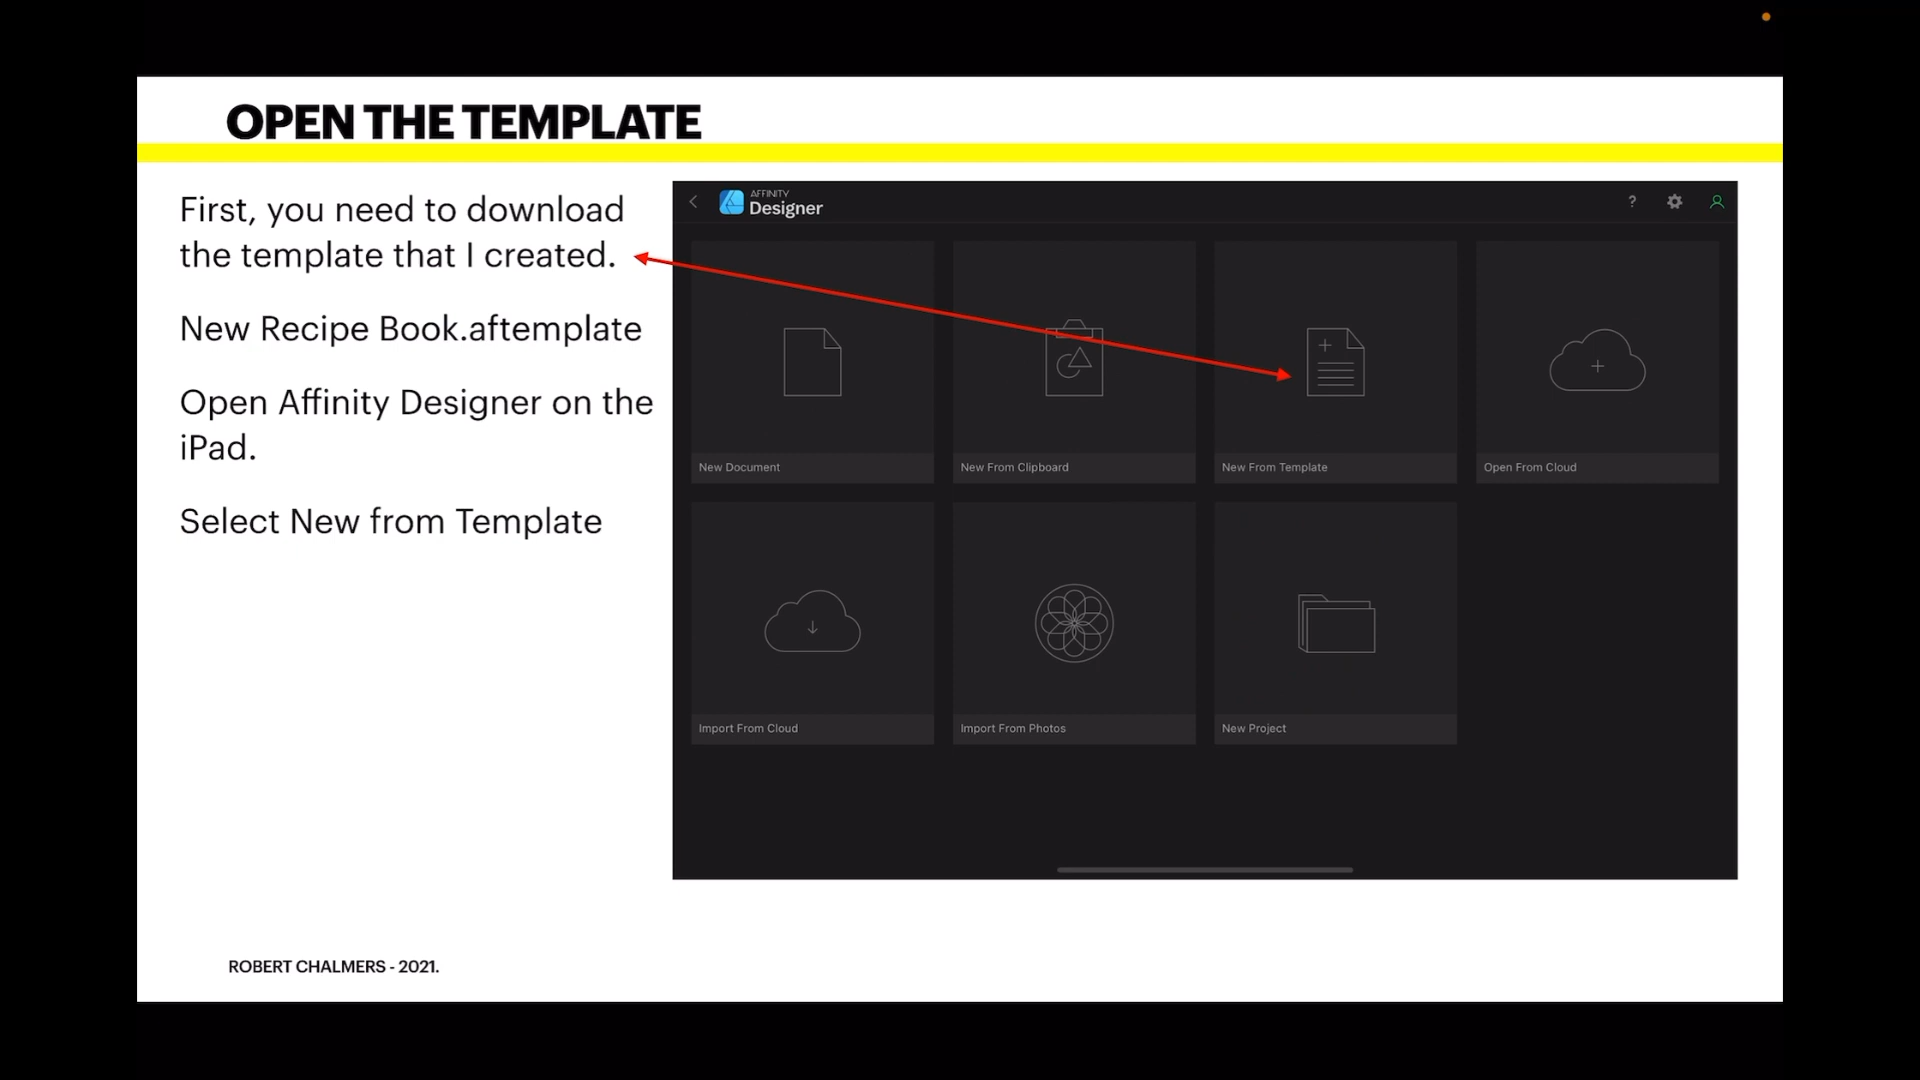 OPEN THE TEMPLATE
First, you need to download
the template that I created.
New Recipe Book.aftemplate
Open Affinity Designer on the
iPad.
Select New from Template
AFFINITY
Designer
?
New Document
New From Clipboard
New From Template
Open From Cloud
Import From Cloud
Import From Photos
New Project
ROBERT CHALMERS - 2021.